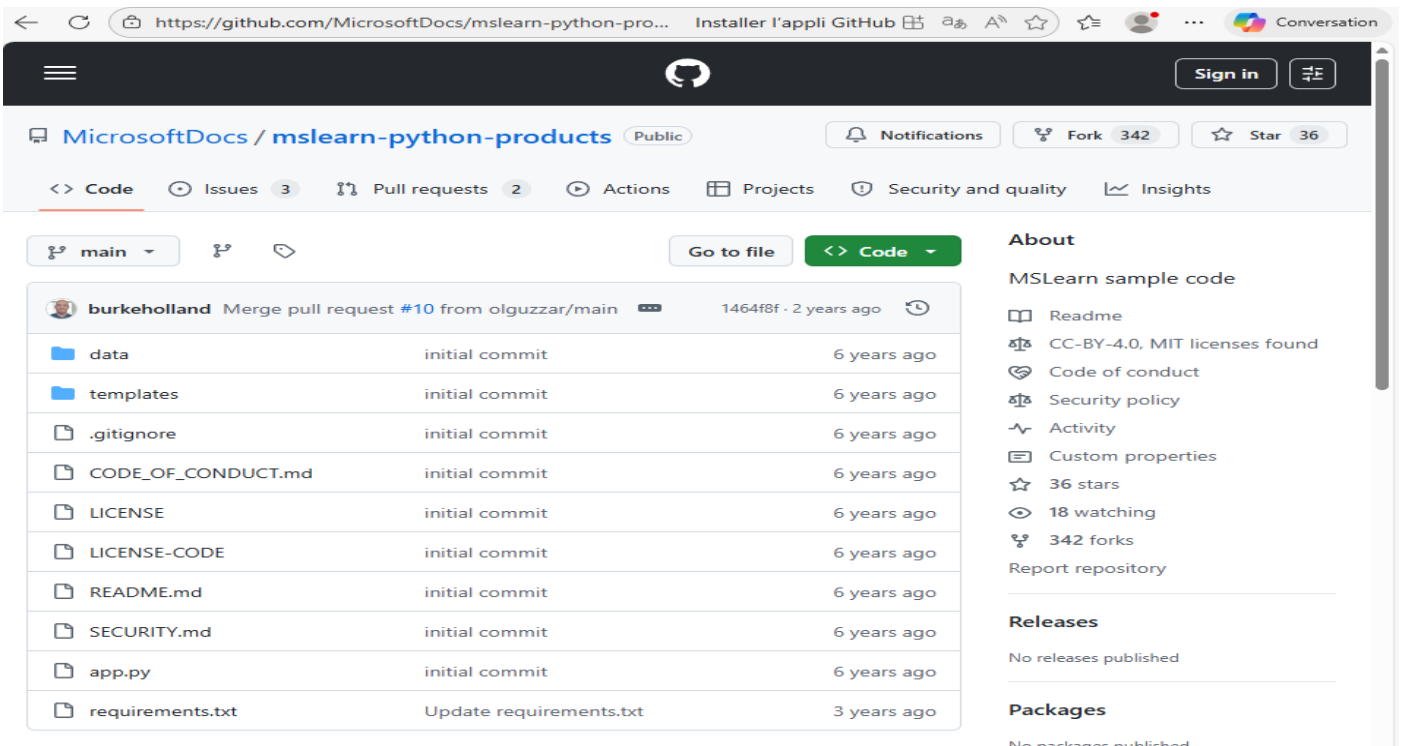 https://github.com/MicrosoftDocs/mslearn-python-pro... Installer l'appli GitHub Conversation
Sign in
MicrosoftDocs / mslearn-python-products Public Notifications Fork 342 Star 36
<> Code Issues 3 Pull requests 2 Actions Projects Security and quality Insights
main Go to file <> Code
burkeholland Merge pull request #10 from olguzzar/main 1464f8f · 2 years ago
data initial commit 6 years ago
templates initial commit 6 years ago
.gitignore initial commit 6 years ago
CODE_OF_CONDUCT.md initial commit 6 years ago
LICENSE initial commit 6 years ago
LICENSE-CODE initial commit 6 years ago
README.md initial commit 6 years ago
SECURITY.md initial commit 6 years ago
app.py initial commit 6 years ago
requirements.txt Update requirements.txt 3 years ago
About
MSLearn sample code
Readme
CC-BY-4.0, MIT licenses found
Code of conduct
Security policy
Activity
Custom properties
36 stars
18 watching
342 forks
Report repository
Releases
No releases published
Packages
No packages published